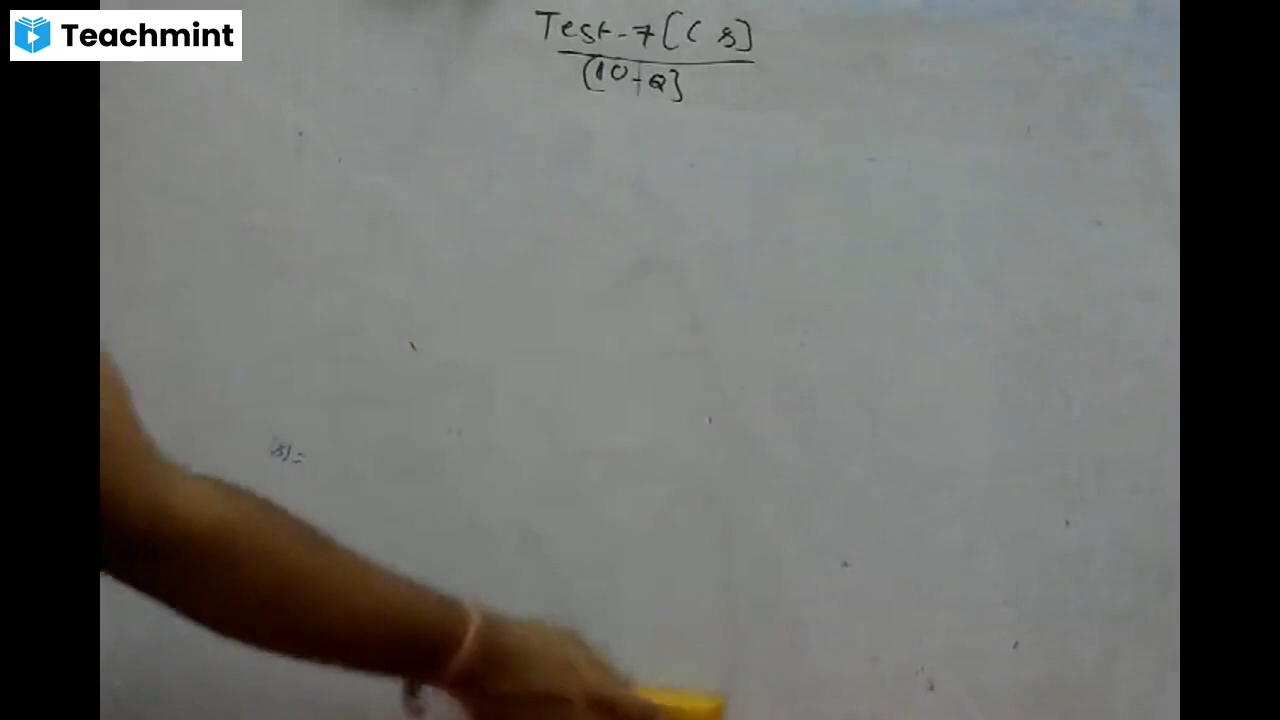 Teachmint
Test-7 [C S]
(10-Q]
(8) =